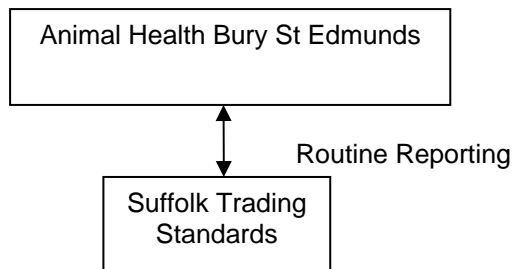 Animal Health Bury St Edmunds
Routine Reporting
Suffolk Trading
Standards